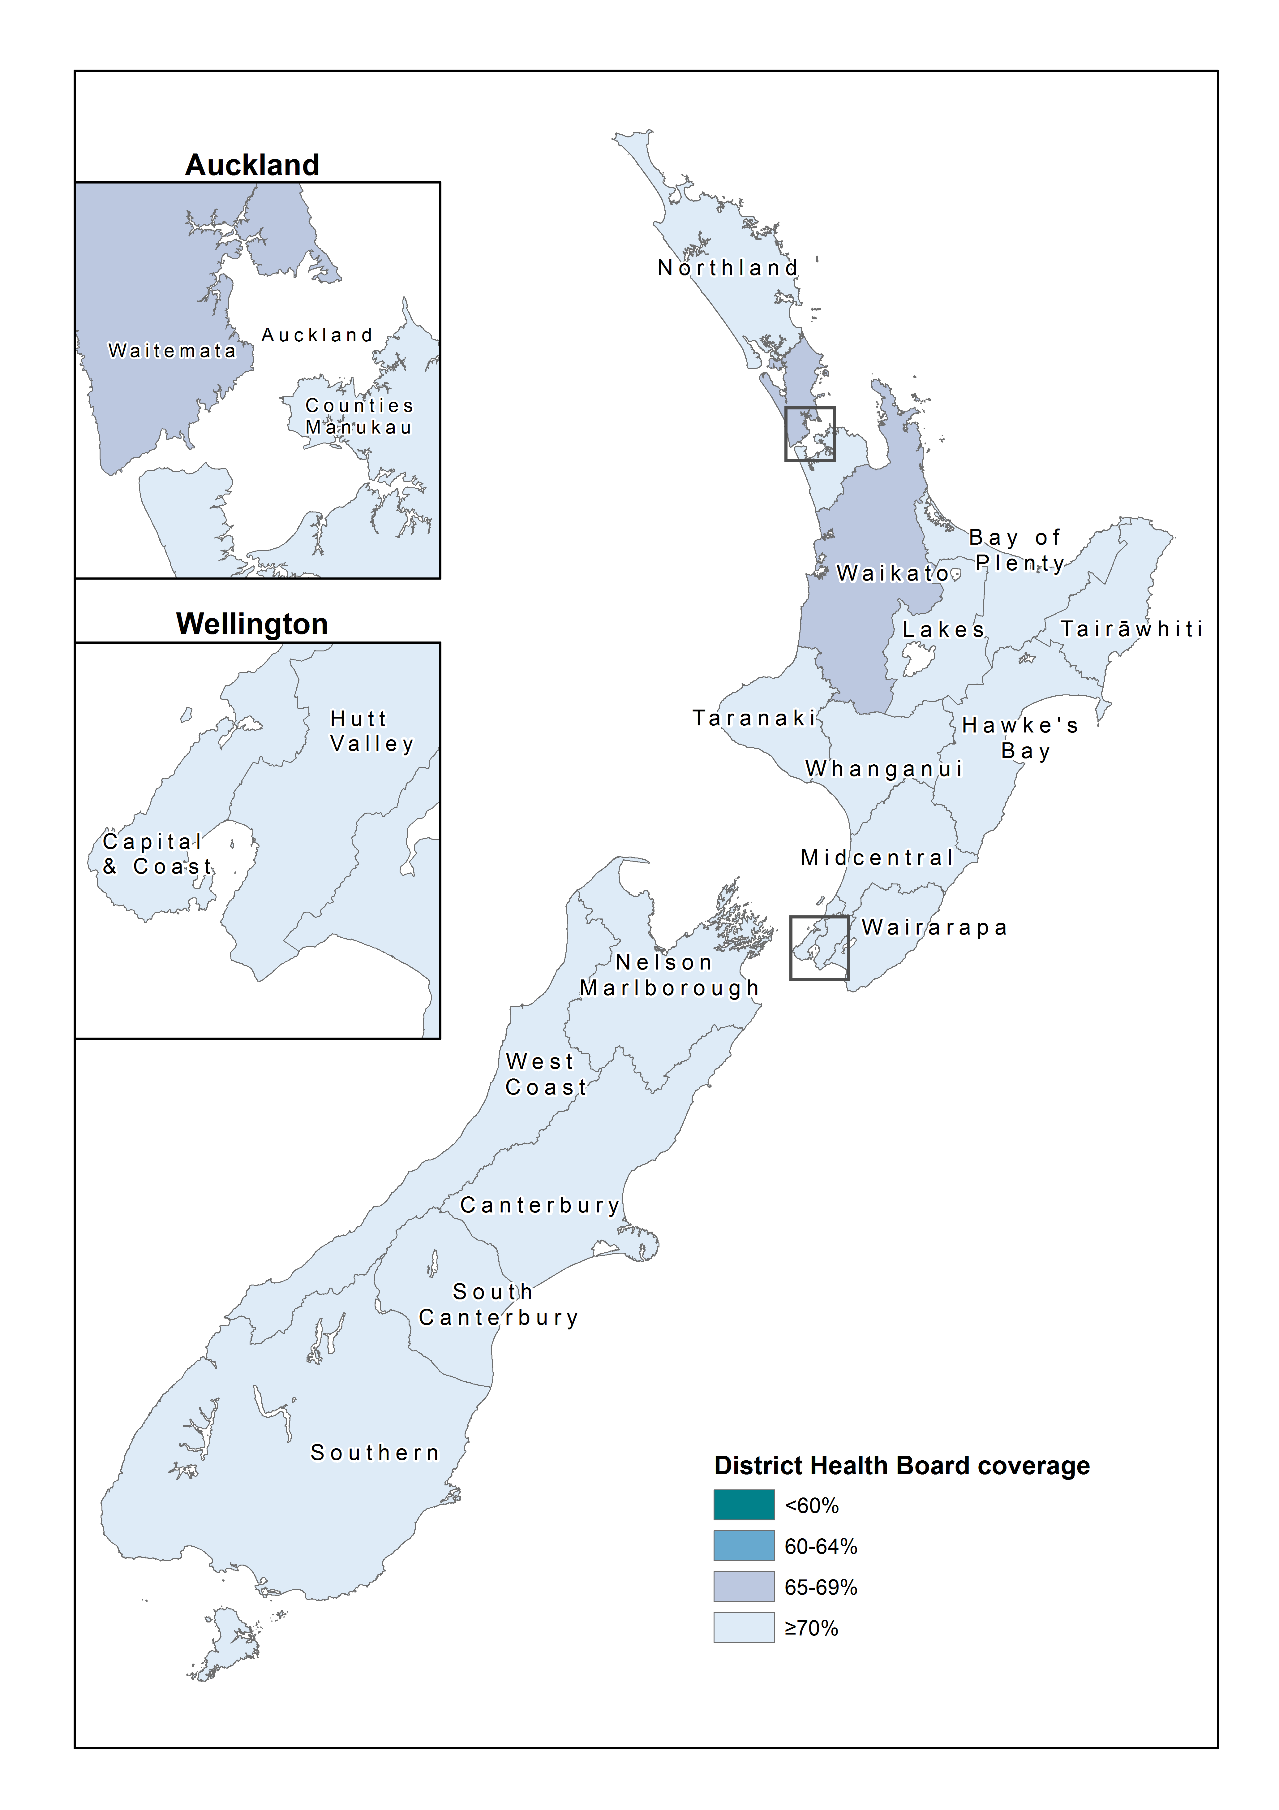 Auckland
Waitemata
Auckland
Counties
Manukau
Wellington
Hutt
Valley
Capital
& Coast
Northland
Bay of
Plenty
Waikato
Lakes
Tairāwhiti
Taranaki
Hawke's
Bay
Whanganui
Midcentral
Wairarapa
Nelson
Marlborough
West
Coast
Canterbury
South
Canterbury
Southern
District Health Board coverage
<60%
60-64%
65-69%
≥70%